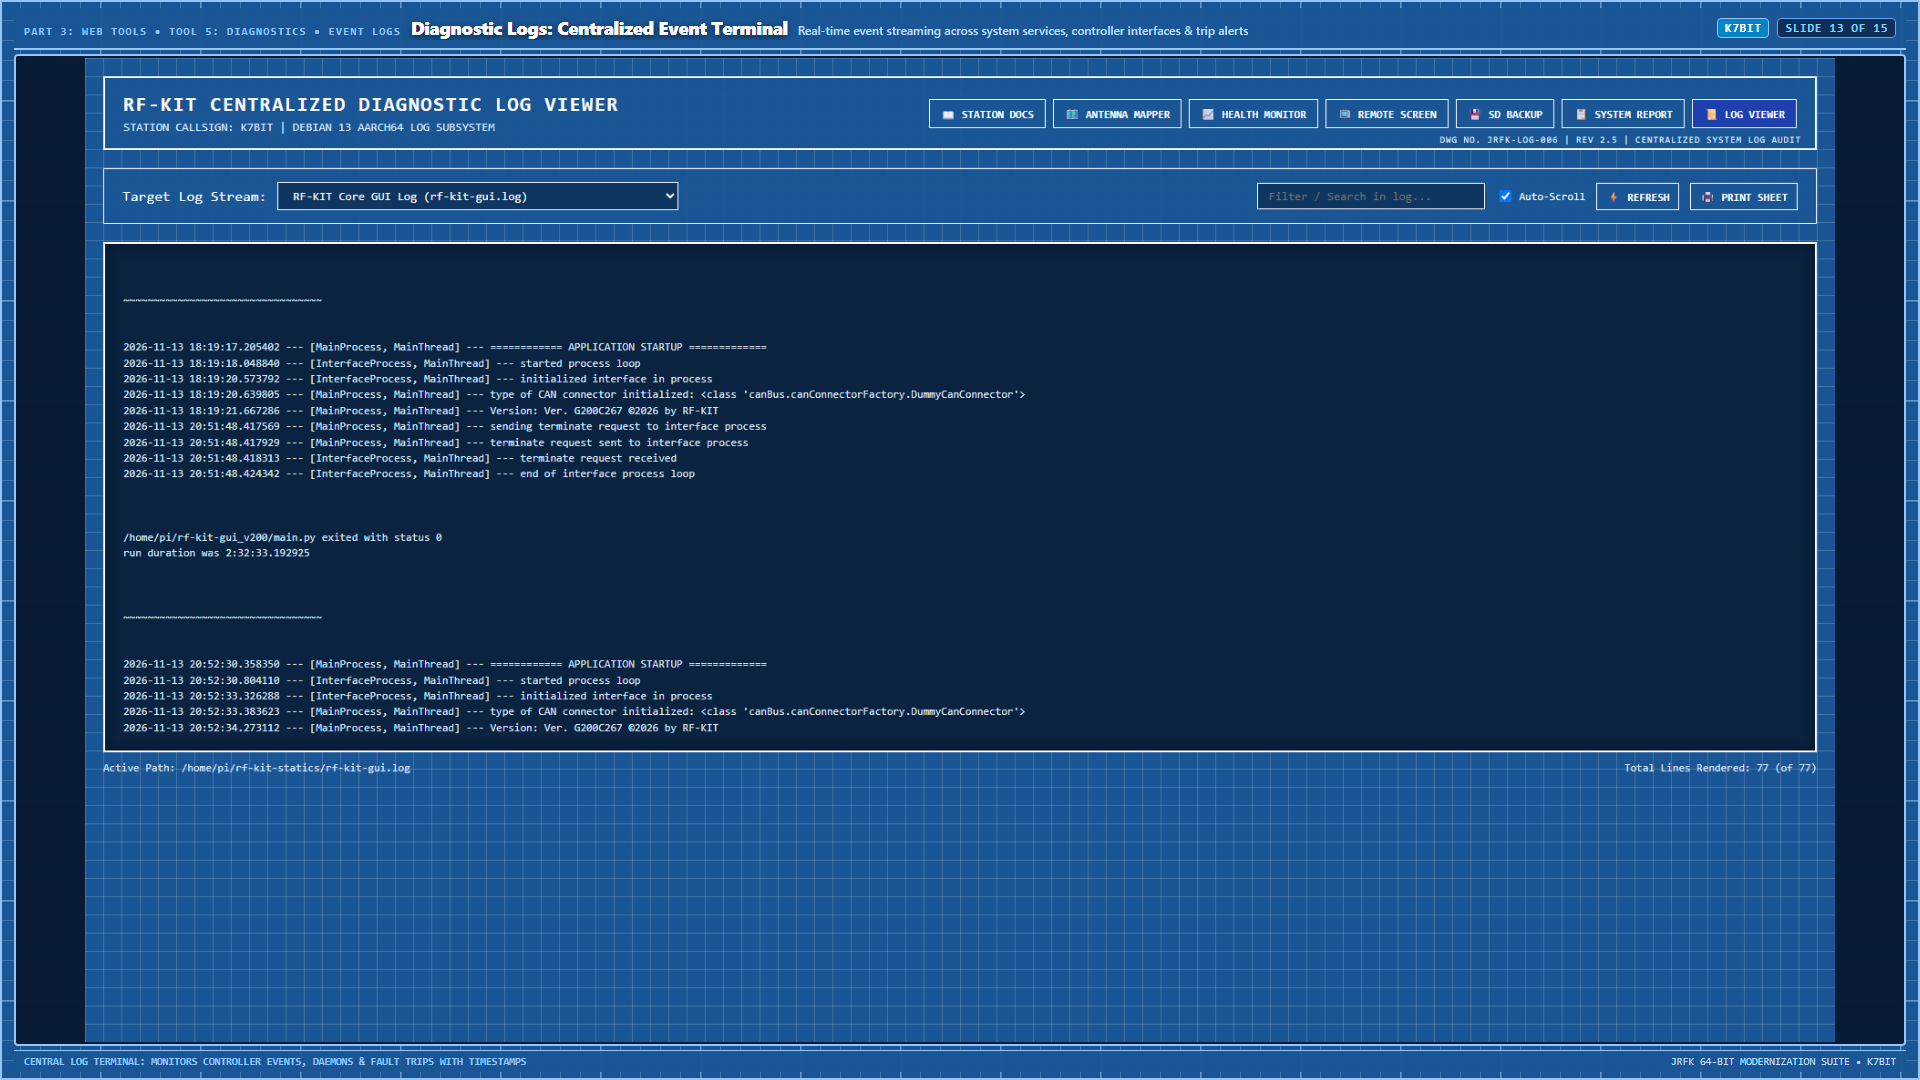 PART 3: WEB TOOLS • TOOL 5: DIAGNOSTICS • EVENT LOGS Diagnostic Logs: Centralized Event Terminal Real-time event streaming across system services, controller interfaces & trip alerts K7BIT SLIDE 13 OF 15
RF-KIT CENTRALIZED DIAGNOSTIC LOG VIEWER
STATION CALLSIGN: K7BIT | DEBIAN 13 AARCH64 LOG SUBSYSTEM
STATION DOCS ANTENNA MAPPER HEALTH MONITOR REMOTE SCREEN SD BACKUP SYSTEM REPORT LOG VIEWER
DWG NO. JRFK-LOG-006 | REV 2.5 | CENTRALIZED SYSTEM LOG AUDIT
Target Log Stream: RF-KIT Core GUI Log (rf-kit-gui.log) Filter / Search in log... Auto-Scroll REFRESH PRINT SHEET
~~~~~~~~~~~~~~~~~~~~~~~~~~~~~~~~~
2026-11-13 18:19:17.205402 --- [MainProcess, MainThread] --- ============ APPLICATION STARTUP =============
2026-11-13 18:19:18.048840 --- [InterfaceProcess, MainThread] --- started process loop
2026-11-13 18:19:20.573792 --- [InterfaceProcess, MainThread] --- initialized interface in process
2026-11-13 18:19:20.639805 --- [MainProcess, MainThread] --- type of CAN connector initialized: <class 'canBus.canConnectorFactory.DummyCanConnector'>
2026-11-13 18:19:21.667286 --- [MainProcess, MainThread] --- Version: Ver. G200C267 ©2026 by RF-KIT
2026-11-13 20:51:48.417569 --- [MainProcess, MainThread] --- sending terminate request to interface process
2026-11-13 20:51:48.417929 --- [MainProcess, MainThread] --- terminate request sent to interface process
2026-11-13 20:51:48.418313 --- [InterfaceProcess, MainThread] --- terminate request received
2026-11-13 20:51:48.424342 --- [InterfaceProcess, MainThread] --- end of interface process loop
/home/pi/rf-kit-gui_v200/main.py exited with status 0
run duration was 2:32:33.192925
~~~~~~~~~~~~~~~~~~~~~~~~~~~~~~~~~
2026-11-13 20:52:30.358350 --- [MainProcess, MainThread] --- ============ APPLICATION STARTUP =============
2026-11-13 20:52:30.804110 --- [InterfaceProcess, MainThread] --- started process loop
2026-11-13 20:52:33.326288 --- [InterfaceProcess, MainThread] --- initialized interface in process
2026-11-13 20:52:33.383623 --- [MainProcess, MainThread] --- type of CAN connector initialized: <class 'canBus.canConnectorFactory.DummyCanConnector'>
2026-11-13 20:52:34.273112 --- [MainProcess, MainThread] --- Version: Ver. G200C267 ©2026 by RF-KIT
Active Path: /home/pi/rf-kit-statics/rf-kit-gui.log Total Lines Rendered: 77 (of 77)
CENTRAL LOG TERMINAL: MONITORS CONTROLLER EVENTS, DAEMONS & FAULT TRIPS WITH TIMESTAMPS JRFK 64-BIT MODERNIZATION SUITE • K7BIT